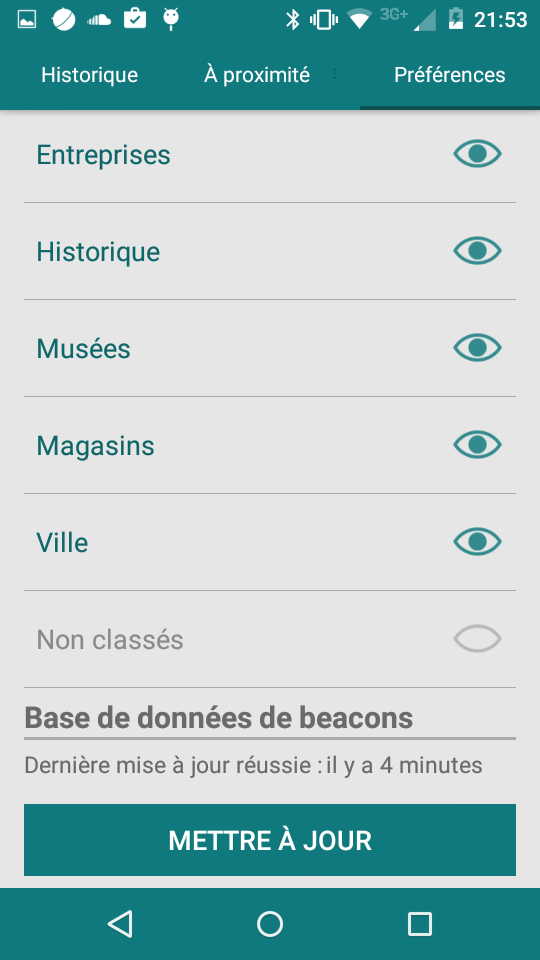 3G+ 21:53
Historique À proximité Préférences
Entreprises
Historique
Musées
Magasins
Ville
Non classés
Base de données de beacons
Dernière mise à jour réussie : il y a 4 minutes
METTRE À JOUR